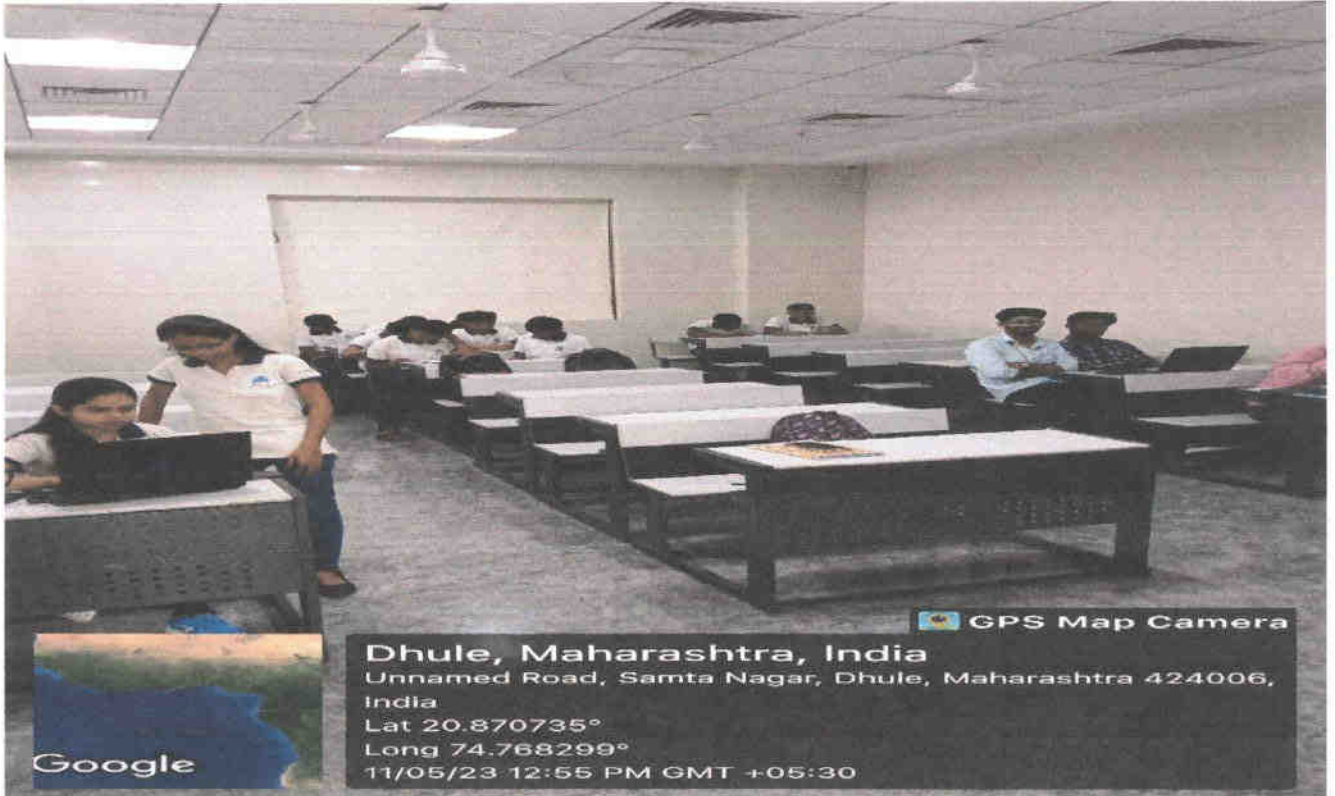 GPS Map Camera
Dhule, Maharashtra, India
Unnamed Road, Samta Nagar, Dhule, Maharashtra 424006,
India
Lat 20.870735°
Long 74.768299°
11/05/23 12:55 PM GMT +05:30
Google